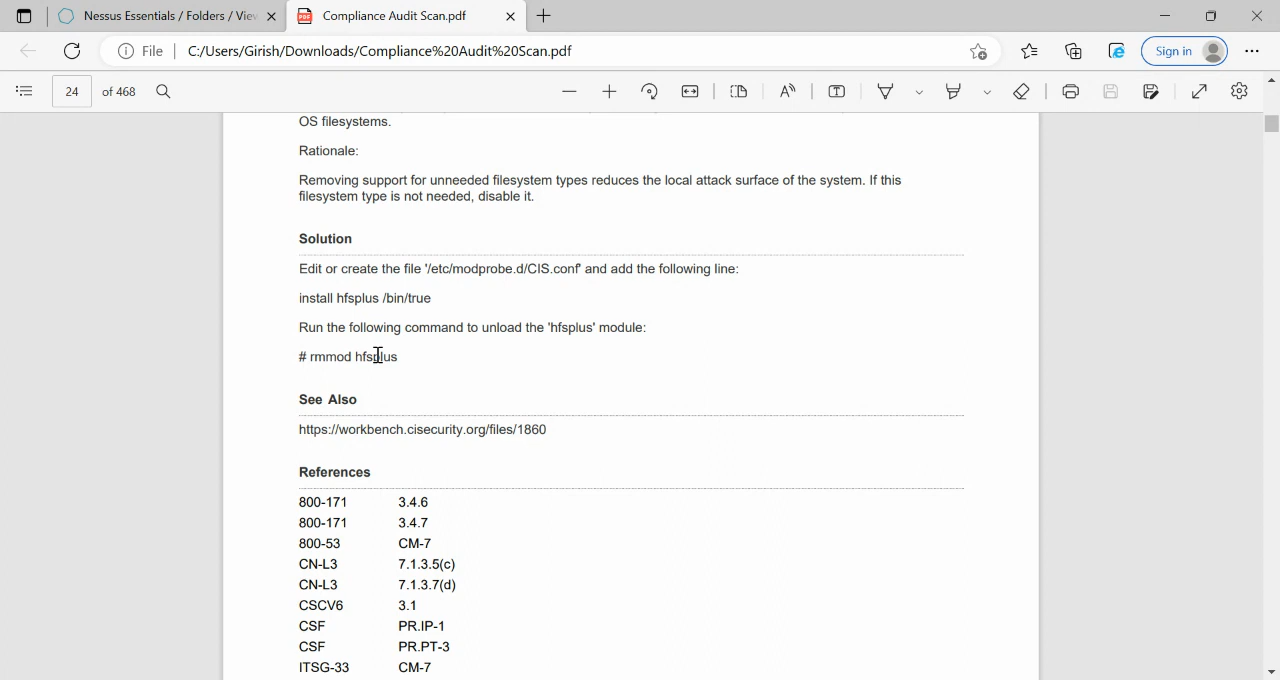 Nessus Essentials / Folders / View
Compliance Audit Scan.pdf
File
C:/Users/Girish/Downloads/Compliance%20Audit%20Scan.pdf
Sign in
24 of 468
OS filesystems.
Rationale:
Removing support for unneeded filesystem types reduces the local attack surface of the system. If this
filesystem type is not needed, disable it.
Solution
Edit or create the file '/etc/modprobe.d/CIS.conf' and add the following line:
install hfsplus /bin/true
Run the following command to unload the 'hfsplus' module:
# rmmod hfsplus
See Also
https://workbench.cisecurity.org/files/1860
References
800-171 3.4.6
800-171 3.4.7
800-53 CM-7
CN-L3 7.1.3.5(c)
CN-L3 7.1.3.7(d)
CSCV6 3.1
CSF PR.IP-1
CSF PR.PT-3
ITSG-33 CM-7